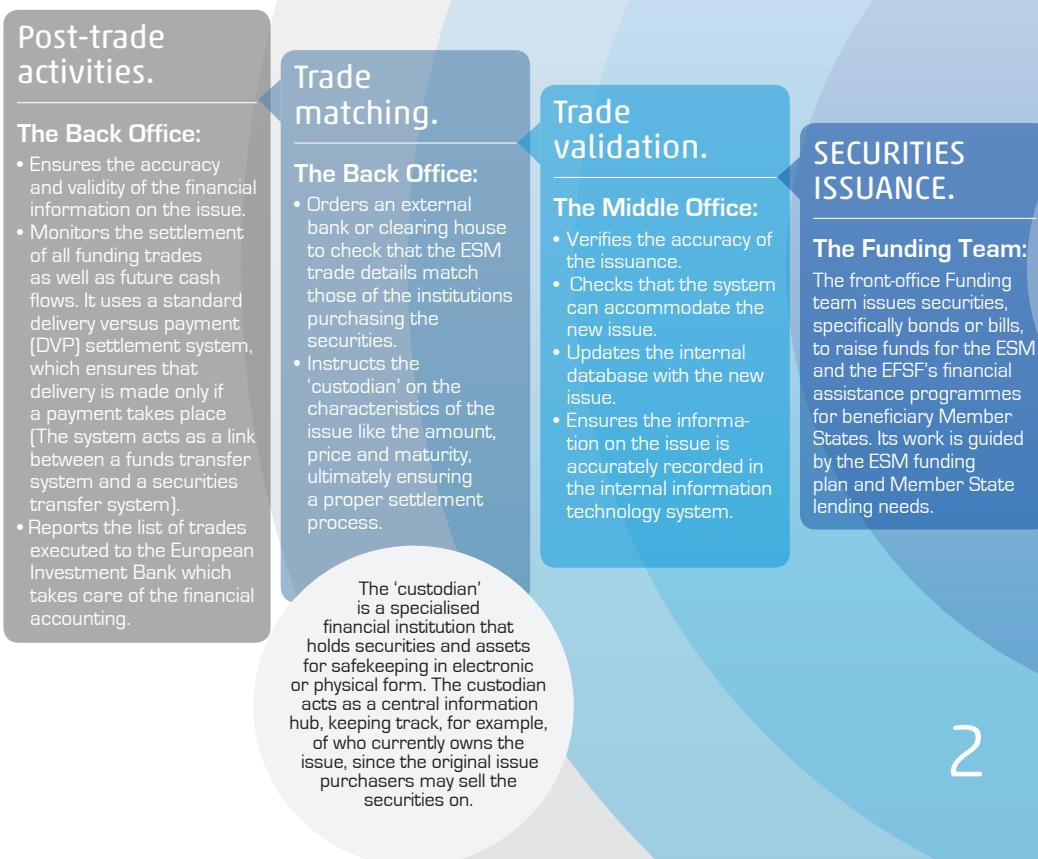 Post-trade
activities.
The Back Office:
• Ensures the accuracy
and validity of the financial
information on the issue.
• Monitors the settlement
of all funding trades
as well as future cash
flows. It uses a standard
delivery versus payment
(DVP) settlement system,
which ensures that
delivery is made only if
a payment takes place
(The system acts as a link
between a funds transfer
system and a securities
transfer system).
• Reports the list of trades
executed to the European
Investment Bank which
takes care of the financial
accounting.
Trade
matching.
The Back Office:
• Orders an external
bank or clearing house
to check that the ESM
trade details match
those of the institutions
purchasing the
securities.
• Instructs the
‘custodian’ on the
characteristics of the
issue like the amount,
price and maturity,
ultimately ensuring
a proper settlement
process.
The ‘custodian’
is a specialised
financial institution that
holds securities and assets
for safekeeping in electronic
or physical form. The custodian
acts as a central information
hub, keeping track, for example,
of who currently owns the
issue, since the original issue
purchasers may sell the
securities on.
Trade
validation.
The Middle Office:
• Verifies the accuracy of
the issuance.
• Checks that the system
can accommodate the
new issue.
• Updates the internal
database with the new
issue.
• Ensures the informa-
tion on the issue is
accurately recorded in
the internal information
technology system.
SECURITIES
ISSUANCE.
The Funding Team:
The front-office Funding
team issues securities,
specifically bonds or bills,
to raise funds for the ESM
and the EFSF’s financial
assistance programmes
for beneficiary Member
States. Its work is guided
by the ESM funding
plan and Member State
lending needs.
2